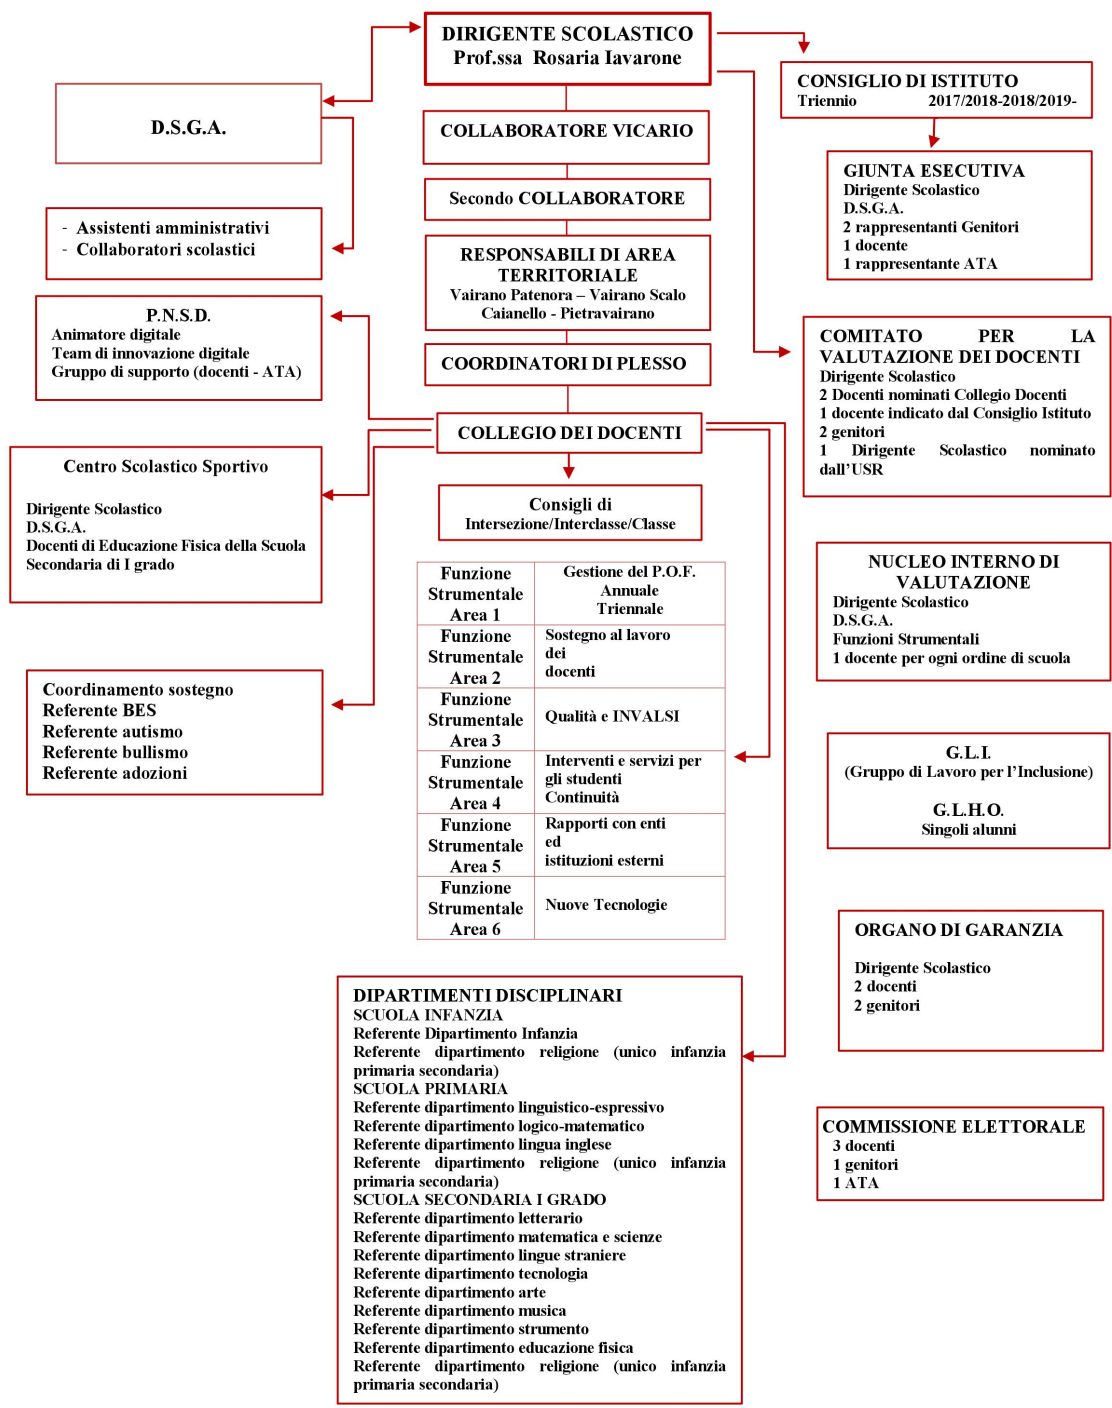 DIRIGENTE SCOLASTICO
Prof.ssa Rosaria Iavarone
CONSIGLIO DI ISTITUTO
Triennio 2017/2018-2018/2019-
D.S.G.A.
COLLABORATORE VICARIO
GIUNTA ESECUTIVA
Dirigente Scolastico
D.S.G.A.
2 rappresentanti Genitori
1 docente
1 rappresentante ATA
Secondo COLLABORATORE
- Assistenti amministrativi
- Collaboratori scolastici
RESPONSABILI DI AREA
TERRITORIALE
Vairano Patenora – Vairano Scalo
Caianello - Pietravairano
P.N.S.D.
Animatore digitale
Team di innovazione digitale
Gruppo di supporto (docenti - ATA)
COORDINATORI DI PLESSO
COMITATO PER LA
VALUTAZIONE DEI DOCENTI
Dirigente Scolastico
2 Docenti nominati Collegio Docenti
1 docente indicato dal Consiglio Istituto
2 genitori
1 Dirigente Scolastico nominato
dall’USR
COLLEGIO DEI DOCENTI
Centro Scolastico Sportivo
Dirigente Scolastico
D.S.G.A.
Docenti di Educazione Fisica della Scuola
Secondaria di I grado
Consigli di
Intersezione/Interclasse/Classe
NUCLEO INTERNO DI
VALUTAZIONE
Dirigente Scolastico
D.S.G.A.
Funzioni Strumentali
1 docente per ogni ordine di scuola
Funzione
Strumentale
Area 1
Gestione del P.O.F.
Annuale
Triennale
Funzione
Strumentale
Area 2
Sostegno al lavoro
dei
docenti
Funzione
Strumentale
Area 3
Qualità e INVALSI
Funzione
Strumentale
Area 4
Interventi e servizi per
gli studenti
Continuità
Funzione
Strumentale
Area 5
Rapporti con enti
ed
istituzioni esterni
Funzione
Strumentale
Area 6
Nuove Tecnologie
Coordinamento sostegno
Referente BES
Referente autismo
Referente bullismo
Referente adozioni
G.L.I.
(Gruppo di Lavoro per l’Inclusione)
G.L.H.O.
Singoli alunni
ORGANO DI GARANZIA
Dirigente Scolastico
2 docenti
2 genitori
DIPARTIMENTI DISCIPLINARI
SCUOLA INFANZIA
Referente Dipartimento Infanzia
Referente dipartimento religione (unico infanzia
primaria secondaria)
SCUOLA PRIMARIA
Referente dipartimento linguistico-espressivo
Referente dipartimento logico-matematico
Referente dipartimento lingua inglese
Referente dipartimento religione (unico infanzia
primaria secondaria)
SCUOLA SECONDARIA I GRADO
Referente dipartimento letterario
Referente dipartimento matematica e scienze
Referente dipartimento lingue straniere
Referente dipartimento tecnologia
Referente dipartimento arte
Referente dipartimento musica
Referente dipartimento strumento
Referente dipartimento educazione fisica
Referente dipartimento religione (unico infanzia
primaria secondaria)
COMMISSIONE ELETTORALE
3 docenti
1 genitori
1 ATA